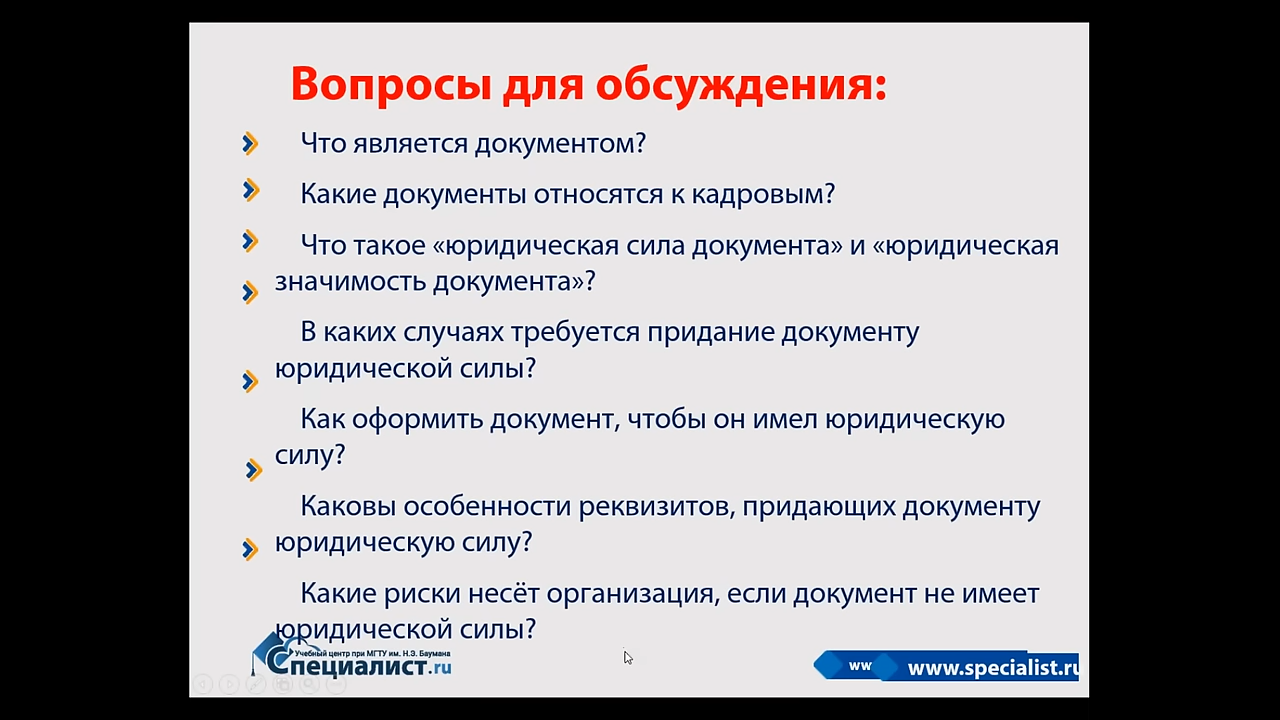 Вопросы для обсуждения:
Что является документом?
Какие документы относятся к кадровым?
Что такое «юридическая сила документа» и «юридическая
значимость документа»?
В каких случаях требуется придание документу
юридической силы?
Как оформить документ, чтобы он имел юридическую
силу?
Каковы особенности реквизитов, придающих документу
юридическую силу?
Какие риски несёт организация, если документ не имеет
юридической силы?
Учебный центр при МГТУ им. Н.Э. Баумана
Специалист.ru
ww
www.specialist.ru